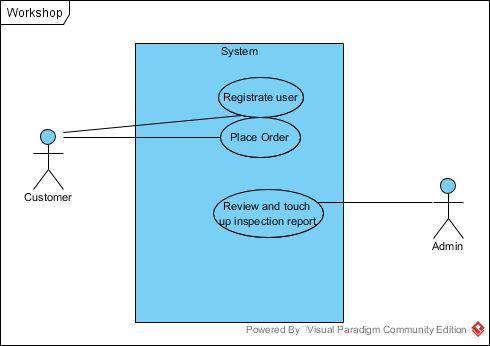 Workshop
System
Registrate user
Place Order
Customer
Review and touch
up inspection report
Admin
Powered By Visual Paradigm Community Edition